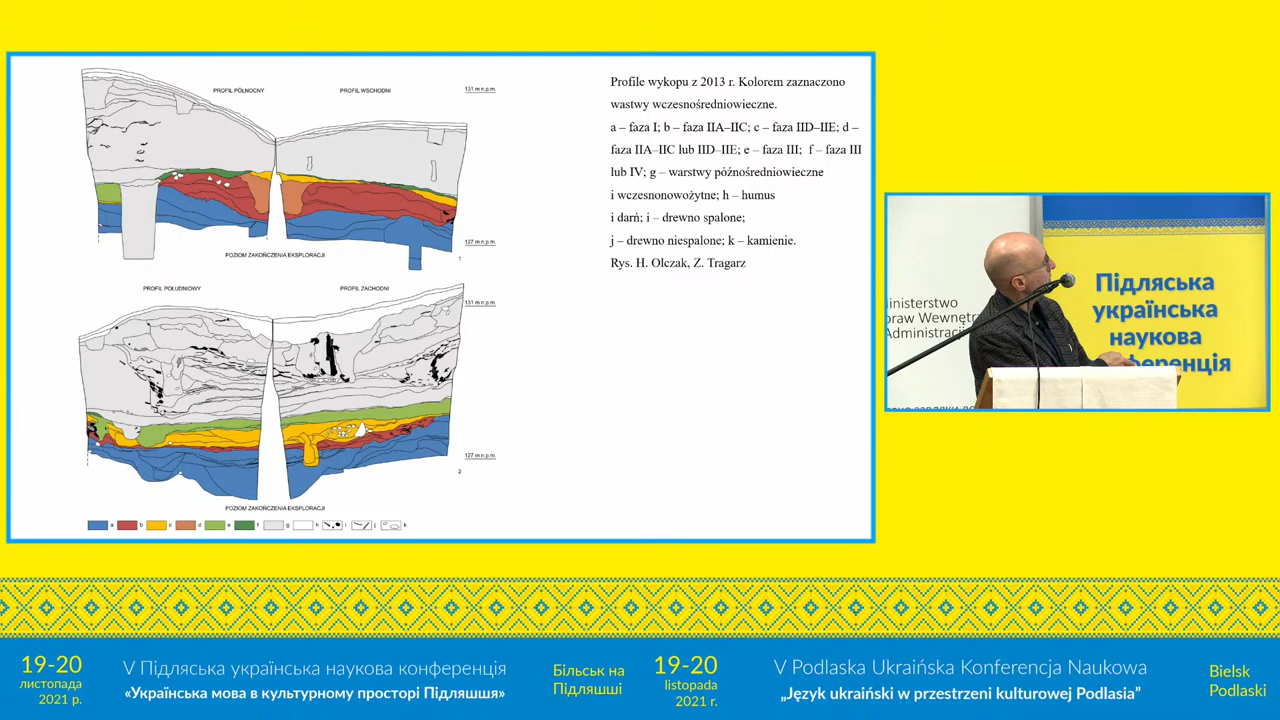 PROFIL PÓŁNOCNY
PROFIL WSCHODNI
131 m n.p.m.
127 m n.p.m.
POZIOM ZAKOŃCZENIA EKSPLORACJI
1
PROFIL POŁUDNIOWY
PROFIL ZACHODNI
131 m n.p.m.
127 m n.p.m.
2
POZIOM ZAKOŃCZENIA EKSPLORACJI
a b c d e f g h i j k
Profile wykopu z 2013 r. Kolorem zaznaczono
wastwy wczesnośredniowieczne.
a – faza I; b – faza IIA–IIC; c – faza IID–IIE; d –
faza IIA–IIC lub IID–IIE; e – faza III; f – faza III
lub IV; g – warstwy późnośredniowieczne
i wczesnonowożytne; h – humus
i darń; i – drewno spalone;
j – drewno niespalone; k – kamienie.
Rys. H. Olczak, Z. Tragarz
inisterstwo
praw Wewnętrz
Administracji
Підляська
українська
наукова
ференція
19-20
листопада
2021 р.
V Підляська українська наукова конференція
«Українська мова в культурному просторі Підляшшя»
Більськ на
Підляшші
19-20
listopada
2021 r.
V Podlaska Ukraińska Konferencja Naukowa
„Język ukraiński w przestrzeni kulturowej Podlasia”
Bielsk
Podlaski